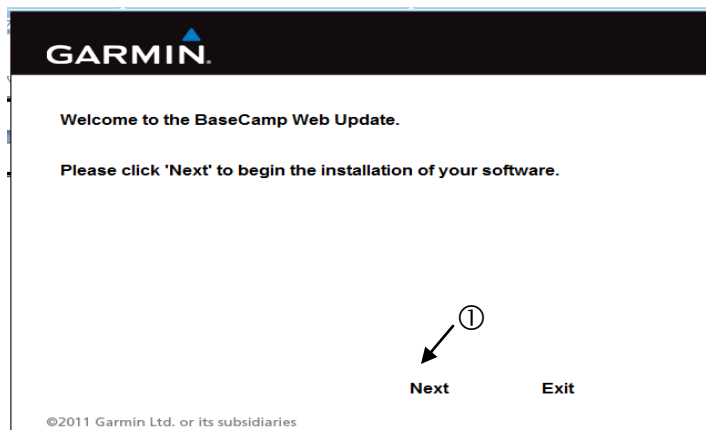 GARMIN.
Welcome to the BaseCamp Web Update.
Please click 'Next' to begin the installation of your software.
①
Next Exit
©2011 Garmin Ltd. or its subsidiaries